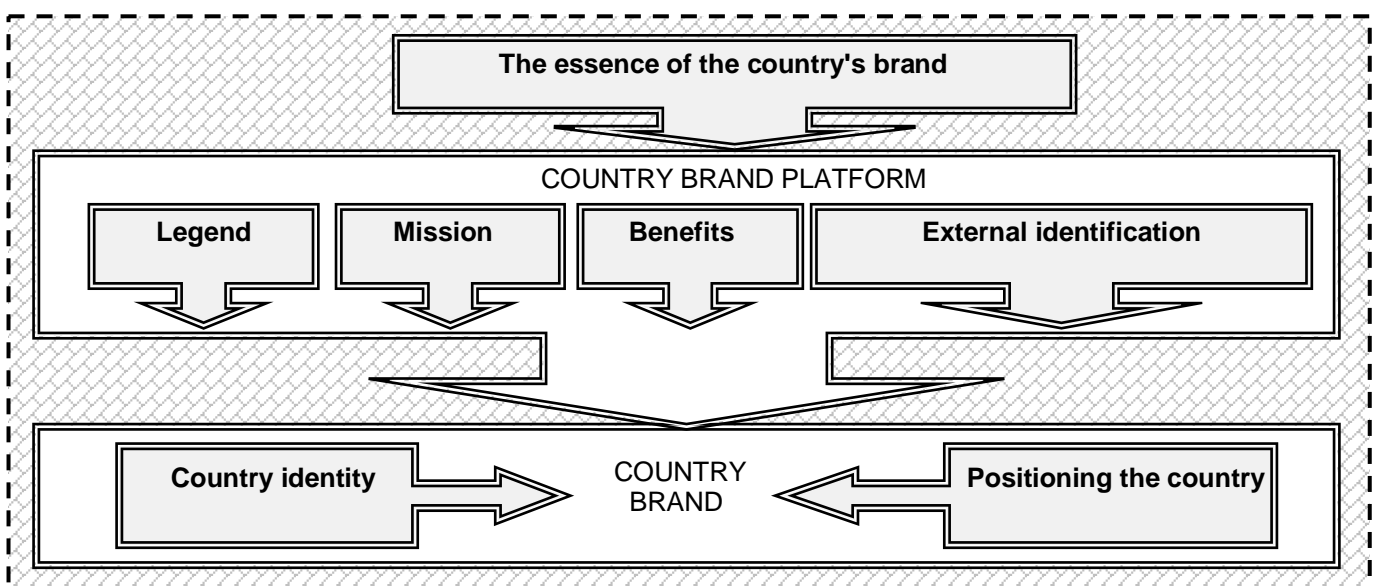 The essence of the country's brand
COUNTRY BRAND PLATFORM
Legend
Mission
Benefits
External identification
Country identity
COUNTRY
BRAND
Positioning the country